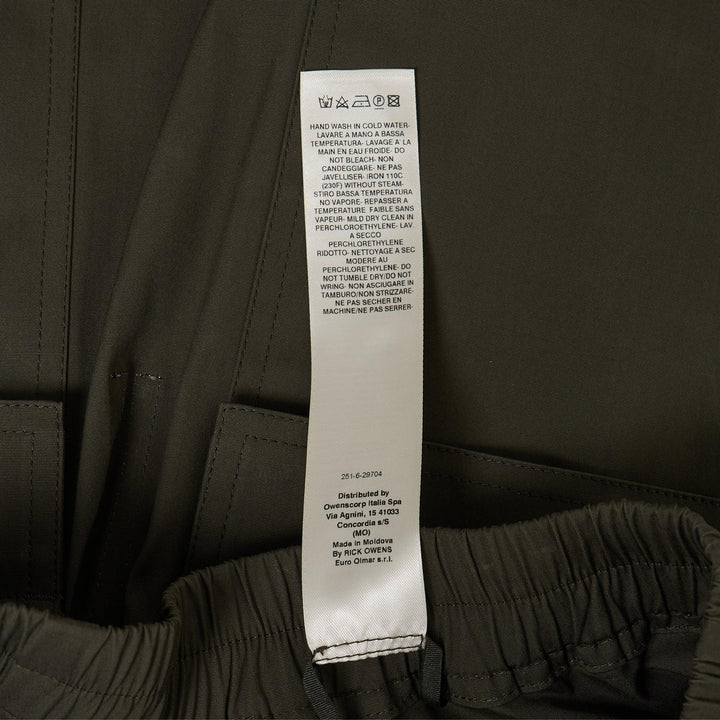 HAND WASH IN COLD WATER-
LAVARE A MANO A BASSA
TEMPERATURA- LAVAGE A' LA
MAIN EN EAU FROIDE- DO
NOT BLEACH- NON
CANDEGGIARE- NE PAS
JAVELLISER- IRON 110C
(230F) WITHOUT STEAM-
STIRO BASSA TEMPERATURA
NO VAPORE- REPASSER A
TEMPERATURE FAIBLE SANS
VAPEUR- MILD DRY CLEAN IN
PERCHLOROETHYLENE- LAV.
A SECCO
PERCHLORETHYLENE
RIDOTTO- NETTOYAGE A SEC
MODERE AU
PERCHLORETHYLENE- DO
NOT TUMBLE DRY/DO NOT
WRING- NON ASCIUGARE IN
TAMBURO/NON STRIZZARE-
NE PAS SECHER EN
MACHINE/NE PAS SERRER-
251-6-29704
Distributed by
Owenscorp Italia Spa
Via Agnini, 15 41033
Concordia s/S
(MO)
Made in Moldova
By RICK OWENS
Euro Olmar s.r.l.